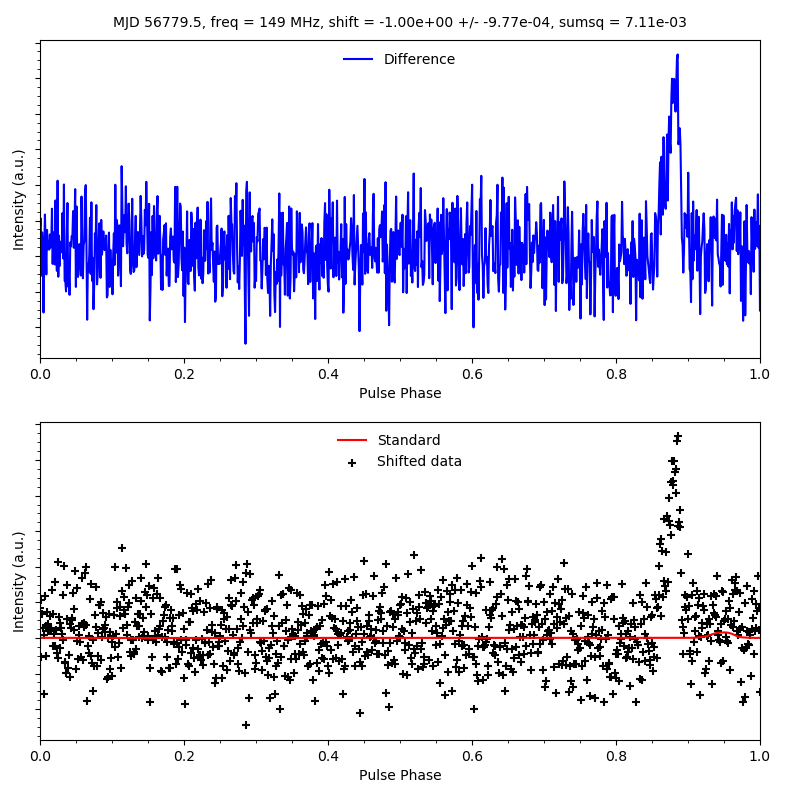 MJD 56779.5, freq = 149 MHz, shift = -1.00e+00 +/- -9.77e-04, sumsq = 7.11e-03
Difference
Intensity (a.u.)
0.0 0.2 0.4 0.6 0.8 1.0
Pulse Phase
Standard
Shifted data
Intensity (a.u.)
0.0 0.2 0.4 0.6 0.8 1.0
Pulse Phase